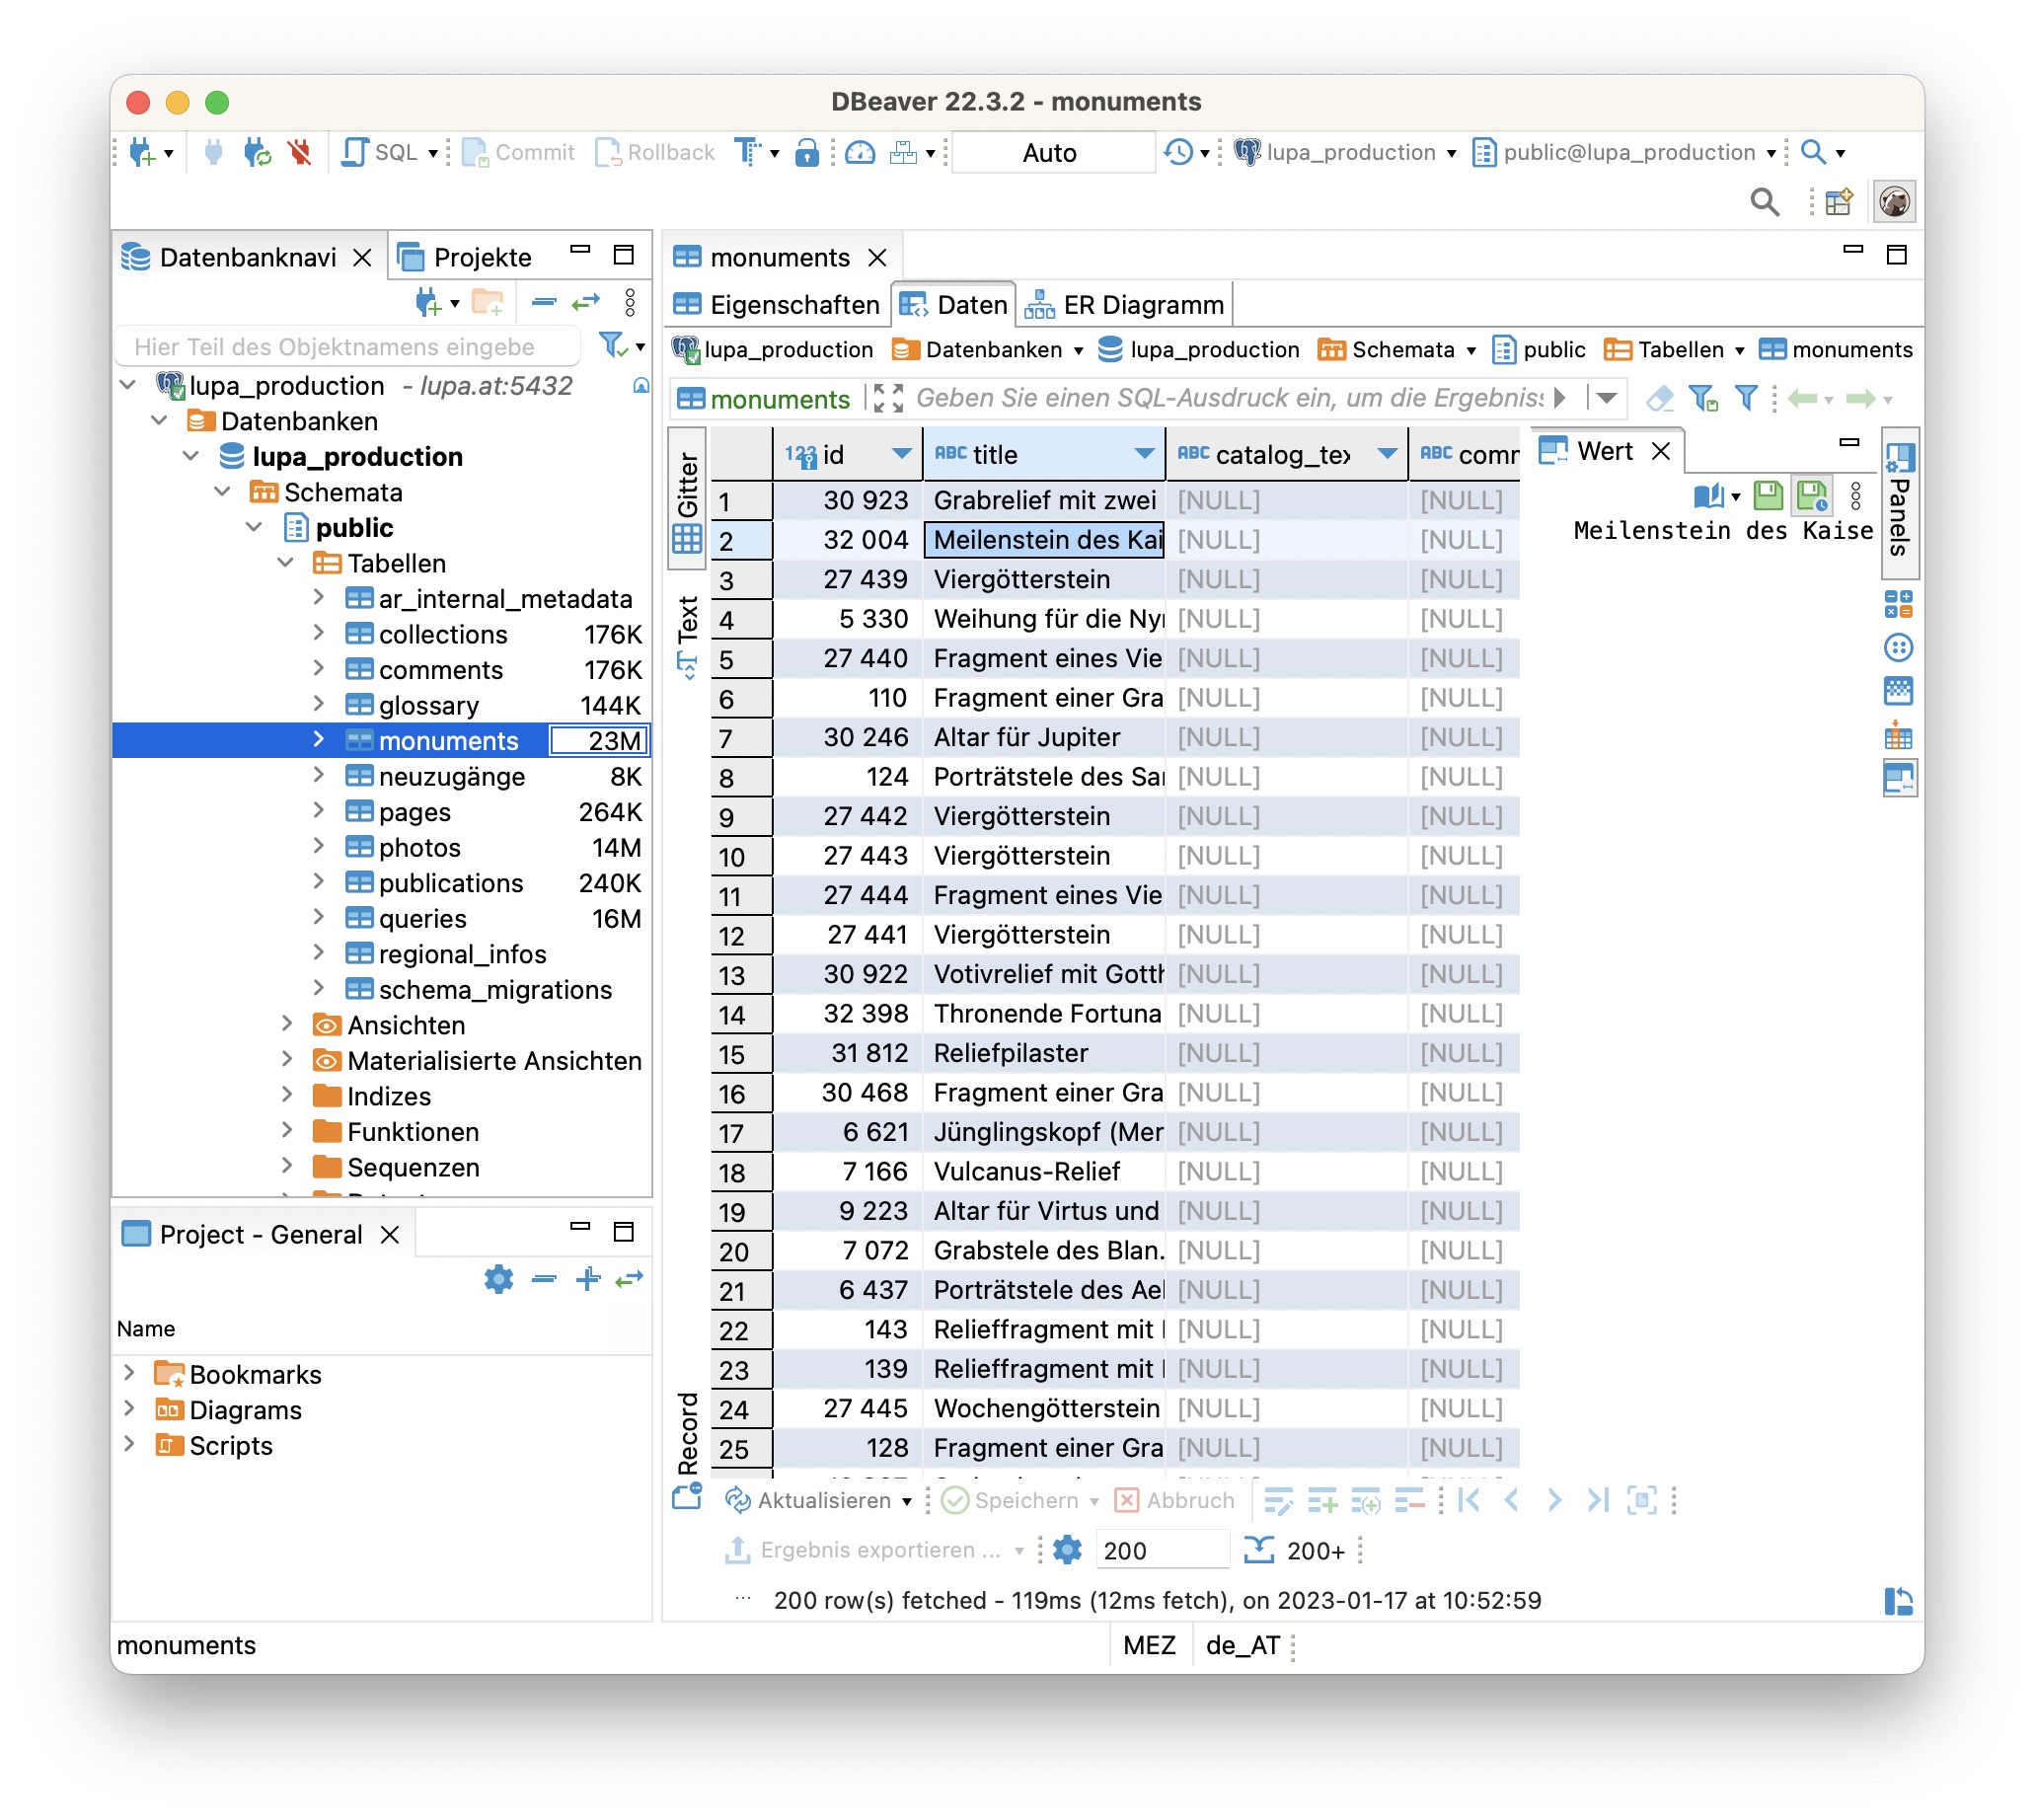 DBeaver 22.3.2 - monuments
SQL Commit Rollback Auto lupa_production public@lupa_production
Datenbanknavi Projekte
Hier Teil des Objektnamens eingebe
lupa_production - lupa.at:5432
Datenbanken
lupa_production
Schemata
public
Tabellen
ar_internal_metadata
collections 176K
comments 176K
glossary 144K
monuments 23M
neuzugänge 8K
pages 264K
photos 14M
publications 240K
queries 16M
regional_infos
schema_migrations
Ansichten
Materialisierte Ansichten
Indizes
Funktionen
Sequenzen
Project - General
Name
Bookmarks
Diagrams
Scripts
monuments
Eigenschaften Daten ER Diagramm
lupa_production Datenbanken lupa_production Schemata public Tabellen monuments
monuments Geben Sie einen SQL-Ausdruck ein, um die Ergebniss
Gitter
Text
Record
123 id ABC title ABC catalog_tex ABC comm
1 30 923 Grabrelief mit zwei [NULL] [NULL]
2 32 004 Meilenstein des Kai [NULL] [NULL]
3 27 439 Viergötterstein [NULL] [NULL]
4 5 330 Weihung für die Nyı [NULL] [NULL]
5 27 440 Fragment eines Vie [NULL] [NULL]
6 110 Fragment einer Gra [NULL] [NULL]
7 30 246 Altar für Jupiter [NULL] [NULL]
8 124 Porträtstele des Sa [NULL] [NULL]
9 27 442 Viergötterstein [NULL] [NULL]
10 27 443 Viergötterstein [NULL] [NULL]
11 27 444 Fragment eines Vie [NULL] [NULL]
12 27 441 Viergötterstein [NULL] [NULL]
13 30 922 Votivrelief mit Gotth [NULL] [NULL]
14 32 398 Thronende Fortuna [NULL] [NULL]
15 31 812 Reliefpilaster [NULL] [NULL]
16 30 468 Fragment einer Gra [NULL] [NULL]
17 6 621 Jünglingskopf (Mer [NULL] [NULL]
18 7 166 Vulcanus-Relief [NULL] [NULL]
19 9 223 Altar für Virtus und [NULL] [NULL]
20 7 072 Grabstele des Blan. [NULL] [NULL]
21 6 437 Porträtstele des Ael [NULL] [NULL]
22 143 Relieffragment mit [NULL] [NULL]
23 139 Relieffragment mit [NULL] [NULL]
24 27 445 Wochengötterstein [NULL] [NULL]
25 128 Fragment einer Gra [NULL] [NULL]
Wert
Meilenstein des Kaise
Panels
Aktualisieren Speichern Abbruch
Ergebnis exportieren ... 200 200+
200 row(s) fetched - 119ms (12ms fetch), on 2023-01-17 at 10:52:59
monuments MEZ de_AT